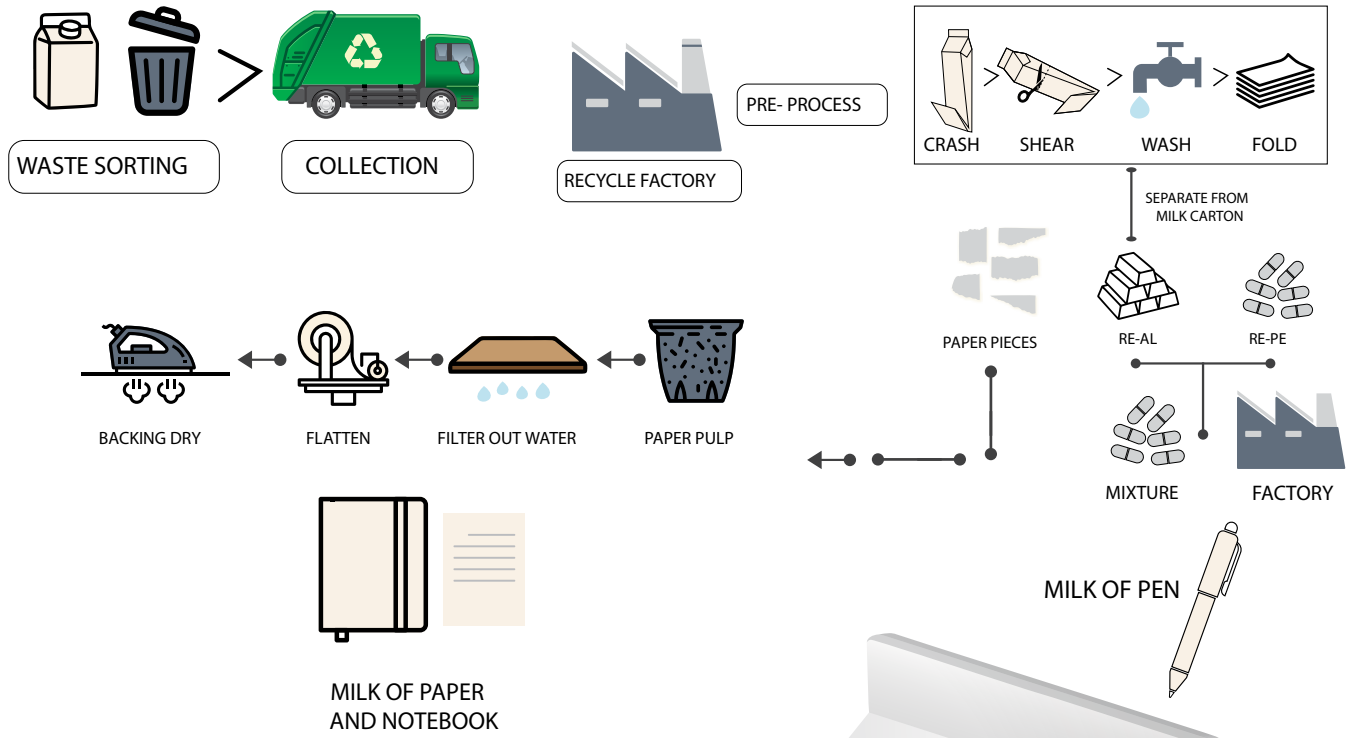 WASTE SORTING
COLLECTION
RECYCLE FACTORY
PRE- PROCESS
CRASH
SHEAR
WASH
FOLD
SEPARATE FROM
MILK CARTON
PAPER PIECES
RE-AL
RE-PE
BACKING DRY
FLATTEN
FILTER OUT WATER
PAPER PULP
MIXTURE
FACTORY
MILK OF PEN
MILK OF PAPER
AND NOTEBOOK